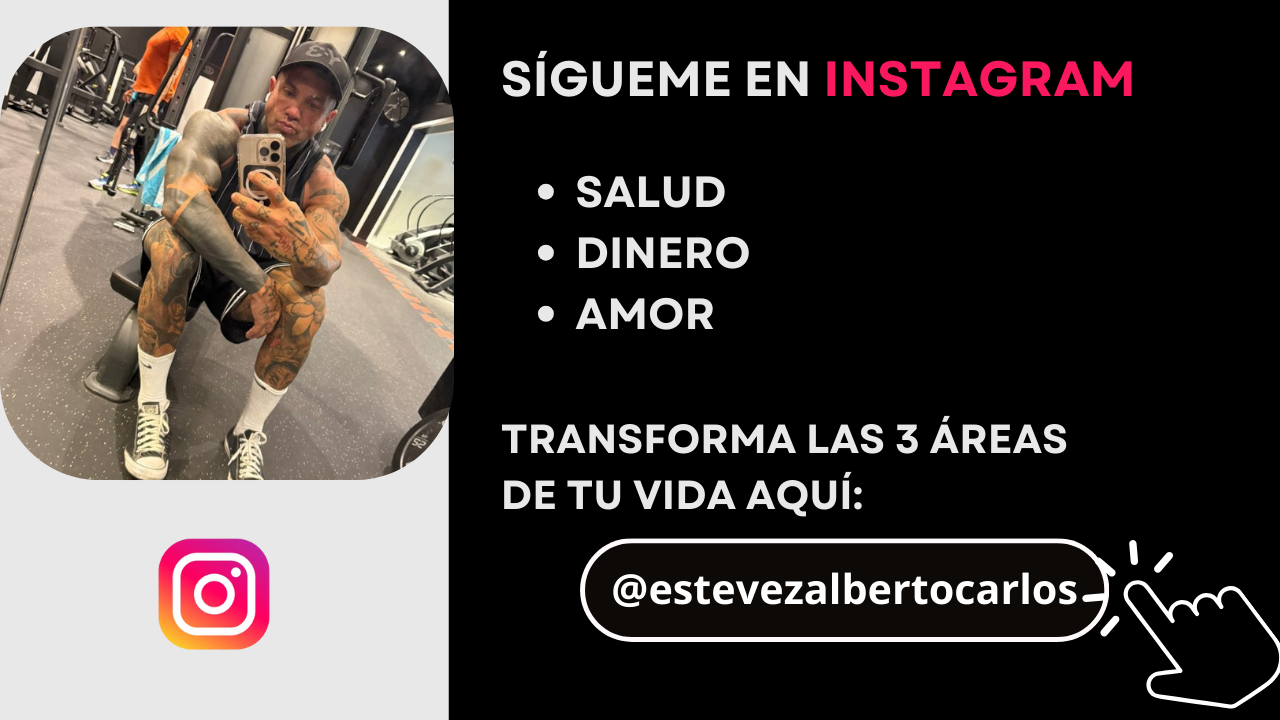 SÍGUEME EN INSTAGRAM
SALUD
DINERO
AMOR
TRANSFORMA LAS 3 ÁREAS
DE TU VIDA AQUÍ:
@estevezalbertocarlos